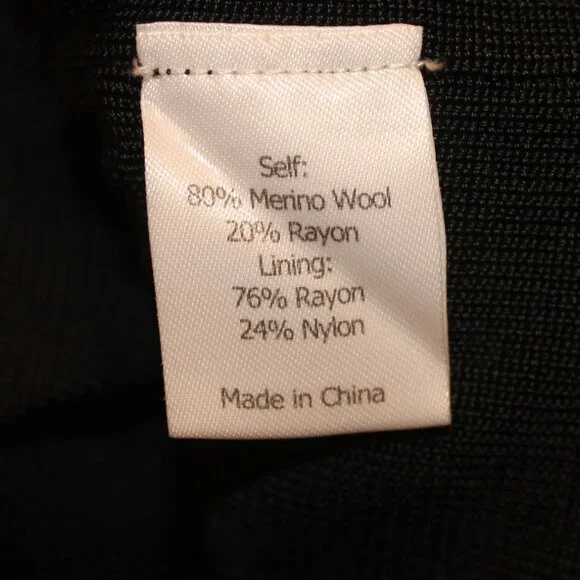 Self:
80% Merino Wool
20% Rayon
Lining:
76% Rayon
24% Nylon
Made in China